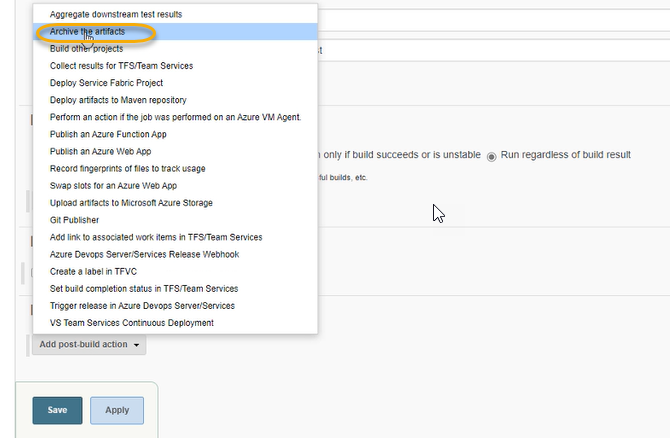 Aggregate downstream test results
Archive the artifacts
Build other projects
Collect results for TFS/Team Services
Deploy Service Fabric Project
Deploy artifacts to Maven repository
Perform an action if the job was performed on an Azure VM Agent.
Publish an Azure Function App
Publish an Azure Web App
only if build succeeds or is unstable Run regardless of build result
Record fingerprints of files to track usage
ful builds, etc.
Swap slots for an Azure Web App
Upload artifacts to Microsoft Azure Storage
Git Publisher
Add link to associated work items in TFS/Team Services
Azure Devops Server/Services Release Webhook
Create a label in TFVC
Set build completion status in TFS/Team Services
Trigger release in Azure Devops Server/Services
VS Team Services Continuous Deployment
Add post-build action
Save Apply